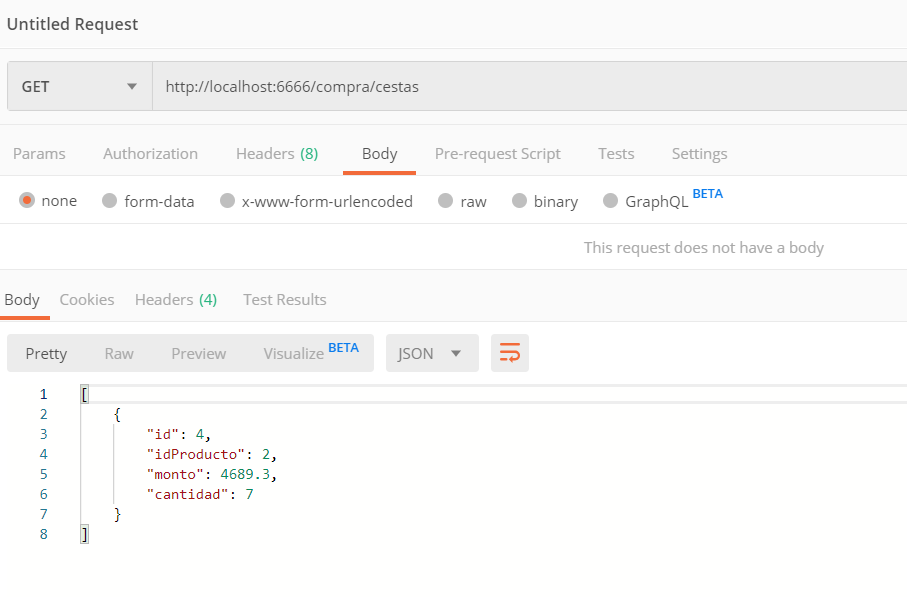 Untitled Request
GET http://localhost:6666/compra/cestas
Params Authorization Headers (8) Body Pre-request Script Tests Settings
none form-data x-www-form-urlencoded raw binary GraphQL BETA
This request does not have a body
Body Cookies Headers (4) Test Results
Pretty Raw Preview Visualize BETA JSON
1 [
2 {
3 "id": 4,
4 "idProducto": 2,
5 "monto": 4689.3,
6 "cantidad": 7
7 }
8 ]